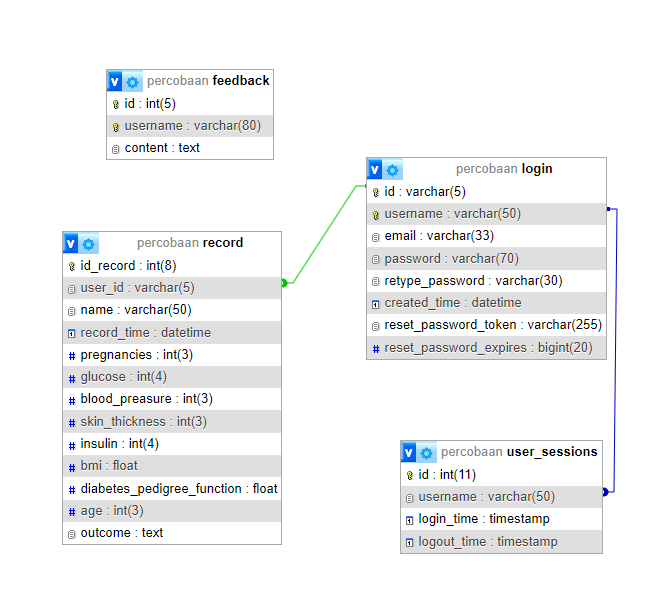 percobaan feedback
id : int(5)
username : varchar(80)
content : text
percobaan login
id : varchar(5)
username : varchar(50)
email : varchar(33)
password : varchar(70)
retype_password : varchar(30)
created_time : datetime
reset_password_token : varchar(255)
reset_password_expires : bigint(20)
percobaan record
id_record : int(8)
user_id : varchar(5)
name : varchar(50)
record_time : datetime
pregnancies : int(3)
glucose : int(4)
blood_preasure : int(3)
skin_thickness : int(3)
insulin : int(4)
bmi : float
diabetes_pedigree_function : float
age : int(3)
outcome : text
percobaan user_sessions
id : int(11)
username : varchar(50)
login_time : timestamp
logout_time : timestamp